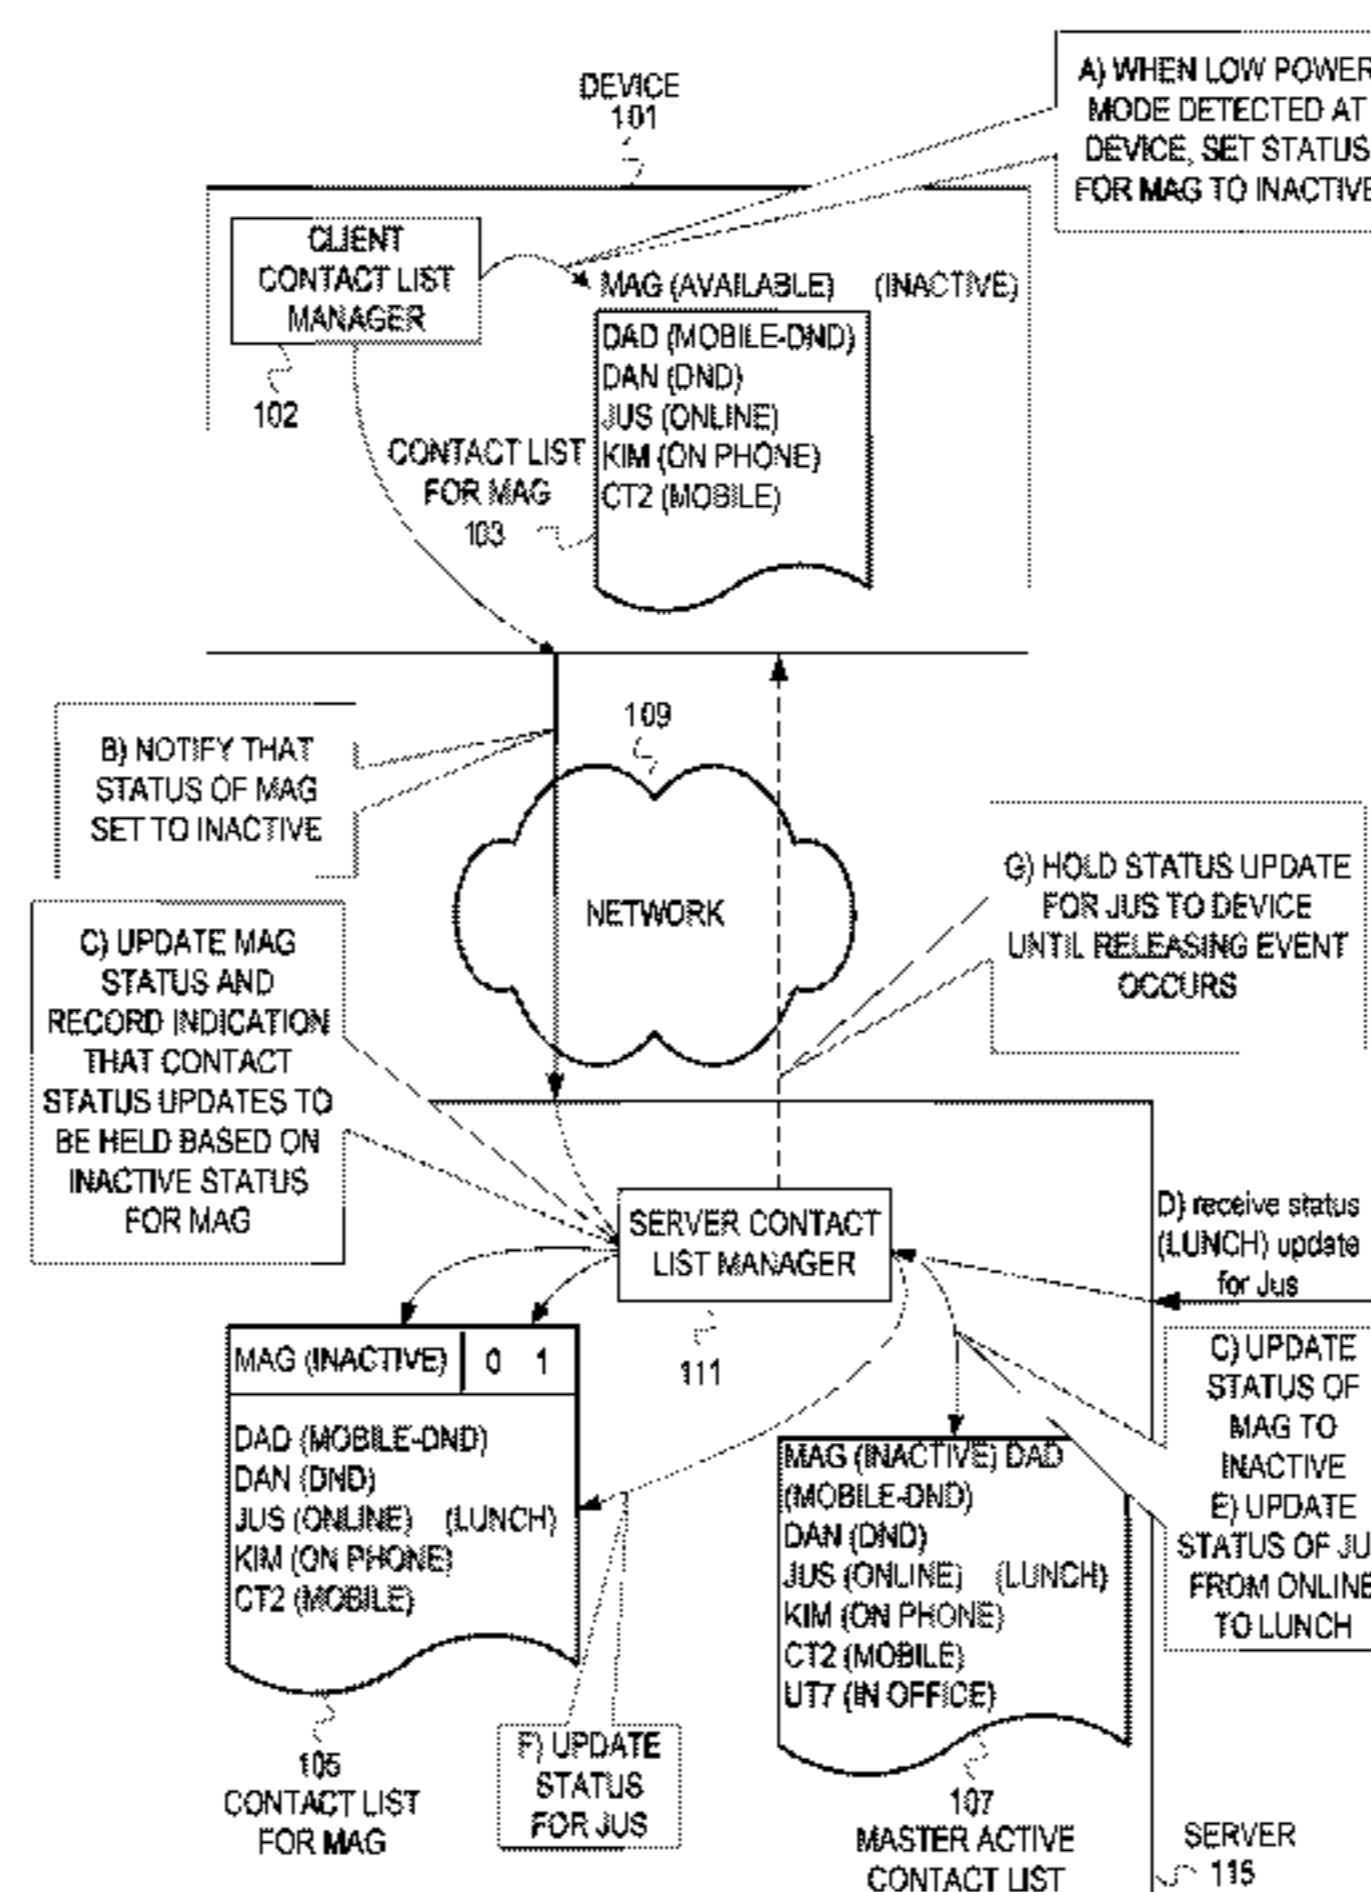 DEVICE
101
A) WHEN LOW POWER
MODE DETECTED AT
DEVICE, SET STATUS
FOR MAG TO INACTIVE
CLIENT
CONTACT LIST
MANAGER
102
MAG (AVAILABLE) (INACTIVE)
DAD (MOBILE-DND)
DAN (DND)
JUS (ONLINE)
KIM (ON PHONE)
CT2 (MOBILE)
CONTACT LIST
FOR MAG
103
109
B) NOTIFY THAT
STATUS OF MAG
SET TO INACTIVE
NETWORK
G) HOLD STATUS UPDATE
FOR JUS TO DEVICE
UNTIL RELEASING EVENT
OCCURS
C) UPDATE MAG
STATUS AND
RECORD INDICATION
THAT CONTACT
STATUS UPDATES TO
BE HELD BASED ON
INACTIVE STATUS
FOR MAG
SERVER CONTACT
LIST MANAGER
111
D) receive status
(LUNCH) update
for Jus
MAG (INACTIVE) 0 1
DAD (MOBILE-DND)
DAN (DND)
JUS (ONLINE) (LUNCH)
KIM (ON PHONE)
CT2 (MOBILE)
105
CONTACT LIST
FOR MAG
F) UPDATE
STATUS
FOR JUS
MAG (INACTIVE) DAD
(MOBILE-DND)
DAN (DND)
JUS (ONLINE) (LUNCH)
KIM (ON PHONE)
CT2 (MOBILE)
UT7 (IN OFFICE)
107
MASTER ACTIVE
CONTACT LIST
C) UPDATE
STATUS OF
MAG TO
INACTIVE
E) UPDATE
STATUS OF JU
FROM ONLINE
TO LUNCH
SERVER
115